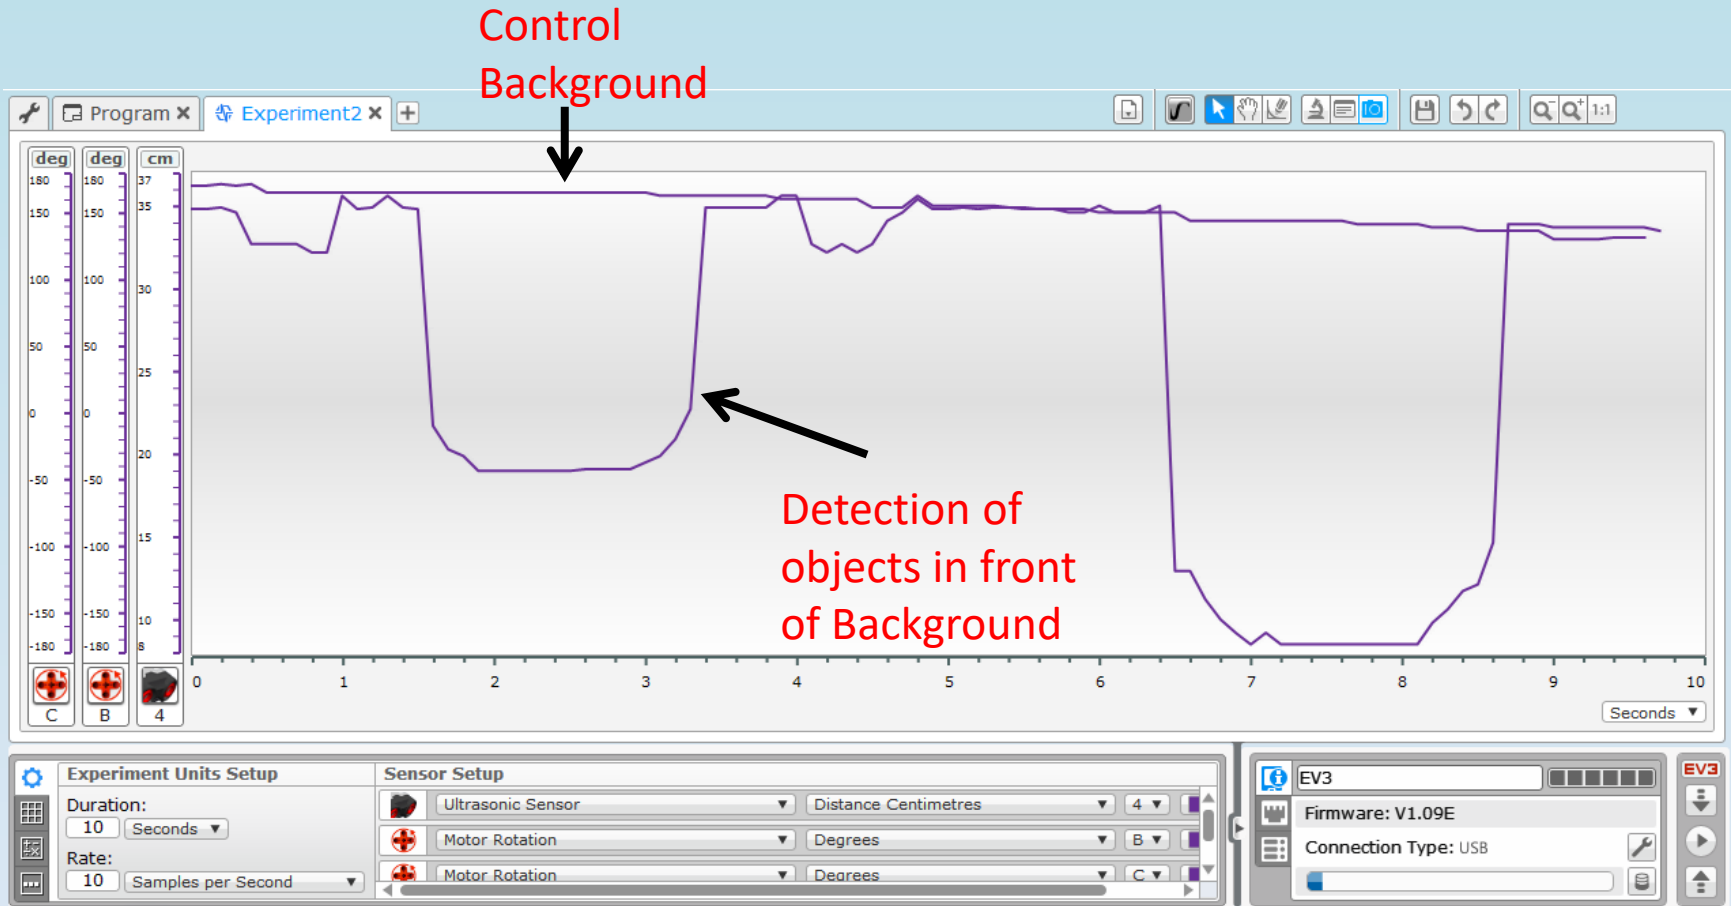 Control
Background
Program
Experiment2
deg deg cm
180 180 37
150 150 35
100 100 30
50 50 25
0 0 20
-50 -50 15
-100 -100 10
-150 -150 8
-180 -180
C B 4
Detection of
objects in front
of Background
0 1 2 3 4 5 6 7 8 9 10
Seconds
1:1
Experiment Units Setup
Duration:
10 Seconds
Rate:
10 Samples per Second
Sensor Setup
Ultrasonic Sensor Distance Centimetres 4
Motor Rotation Degrees B
Motor Rotation Degrees C
EV3
Firmware: V1.09E
Connection Type: USB
EV3